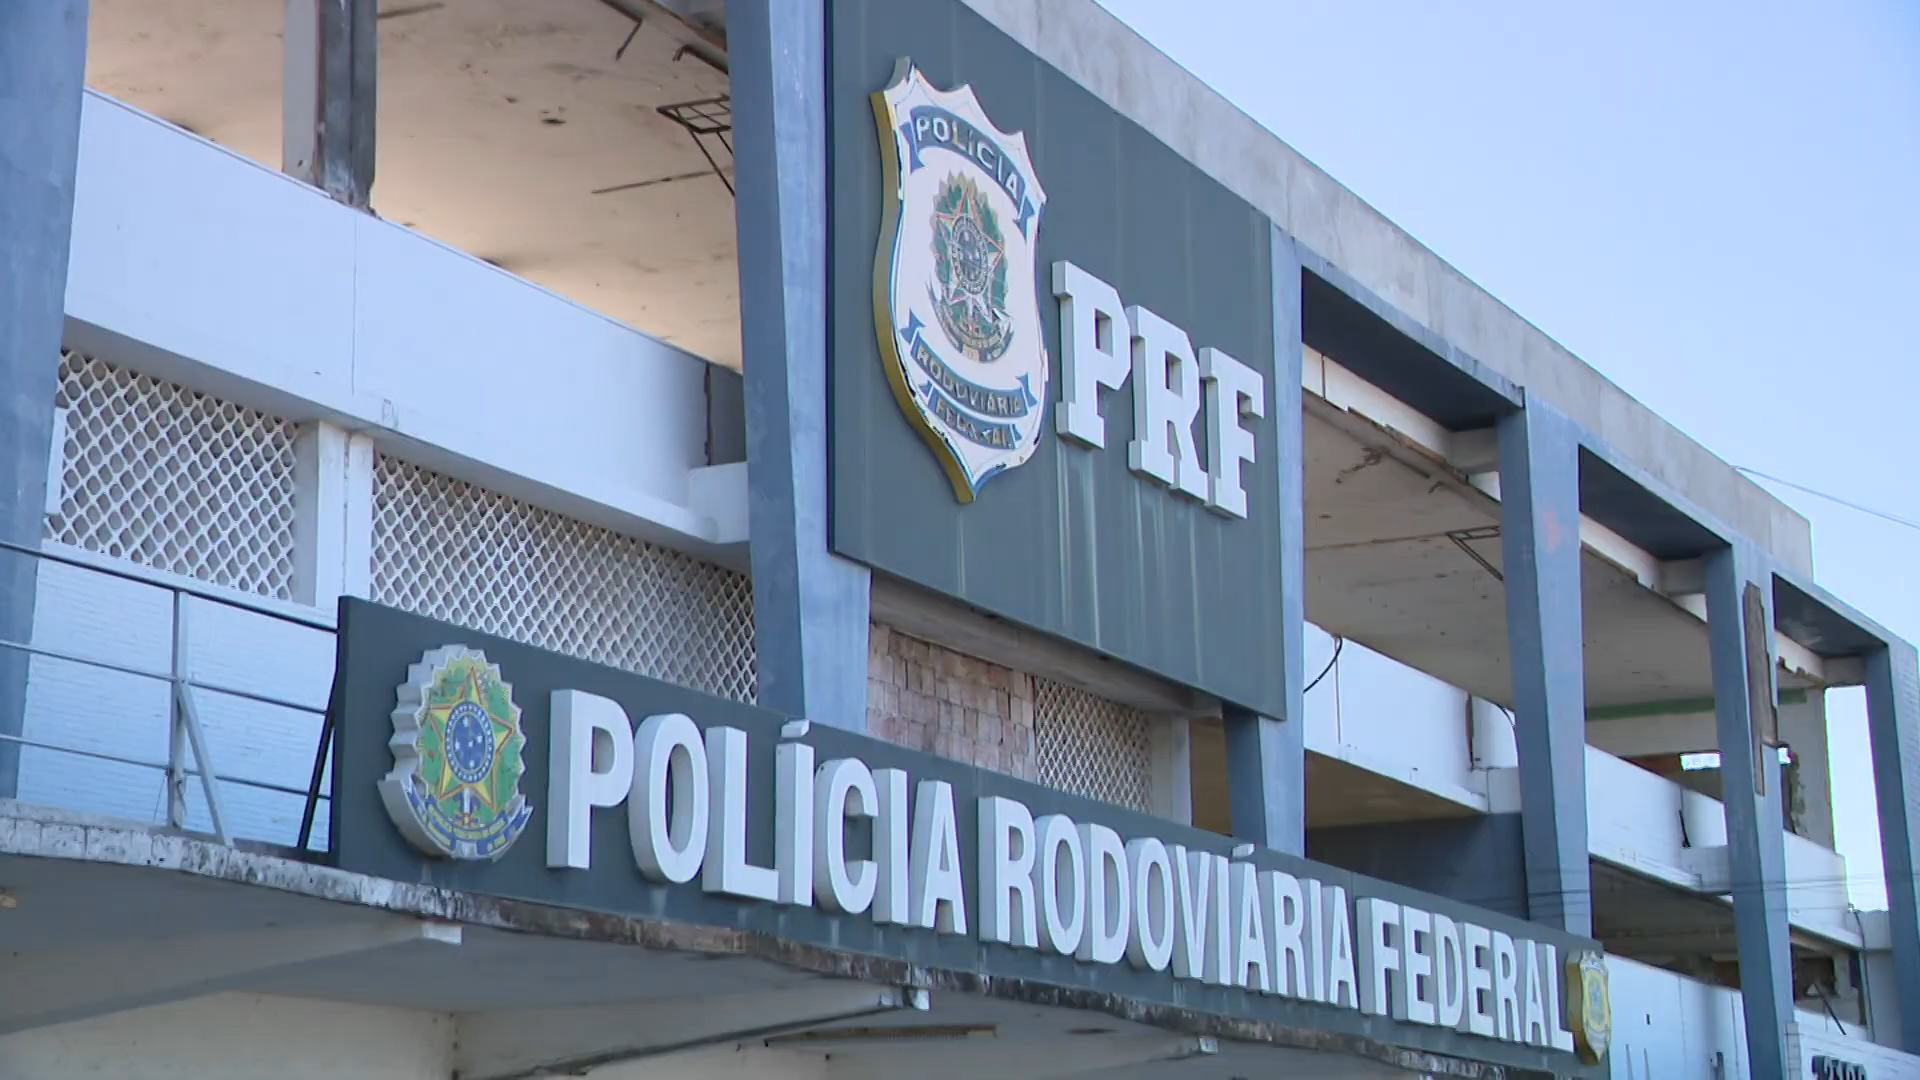 POLÍCIA
RODOVIÁRIA
FEDERAL
PRF
POLÍCIA RODOVIÁRIA FEDERAL